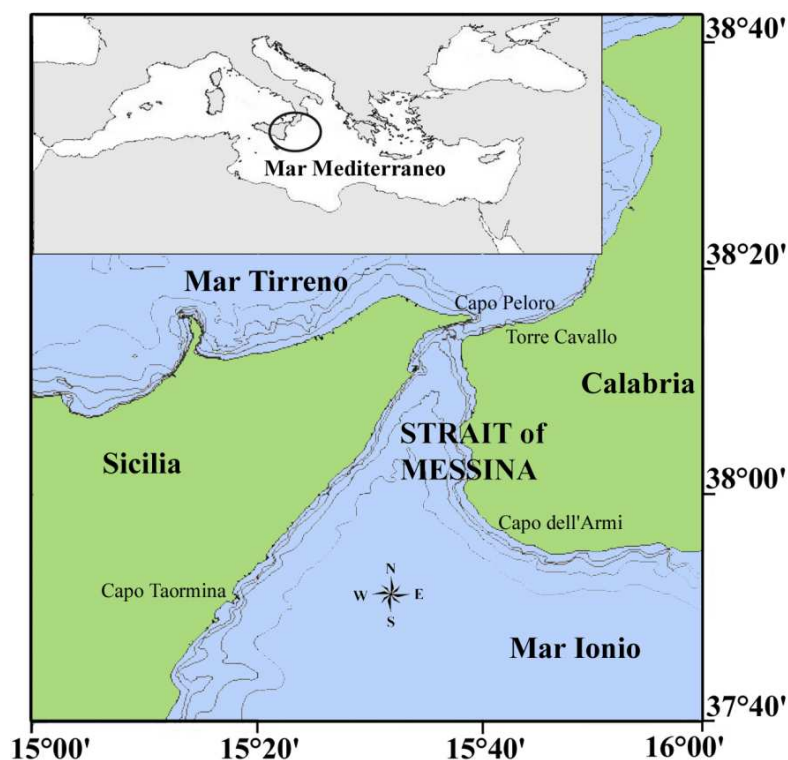 38°40'
Mar Mediterraneo
38°20'
Mar Tirreno
Capo Peloro
Torre Cavallo
Calabria
STRAIT of
MESSINA
Sicilia
38°00'
Capo dell'Armi
N
Capo Taormina
W
E
S
Mar Ionio
37°40'
15°00'
15°20'
15°40'
16°00'